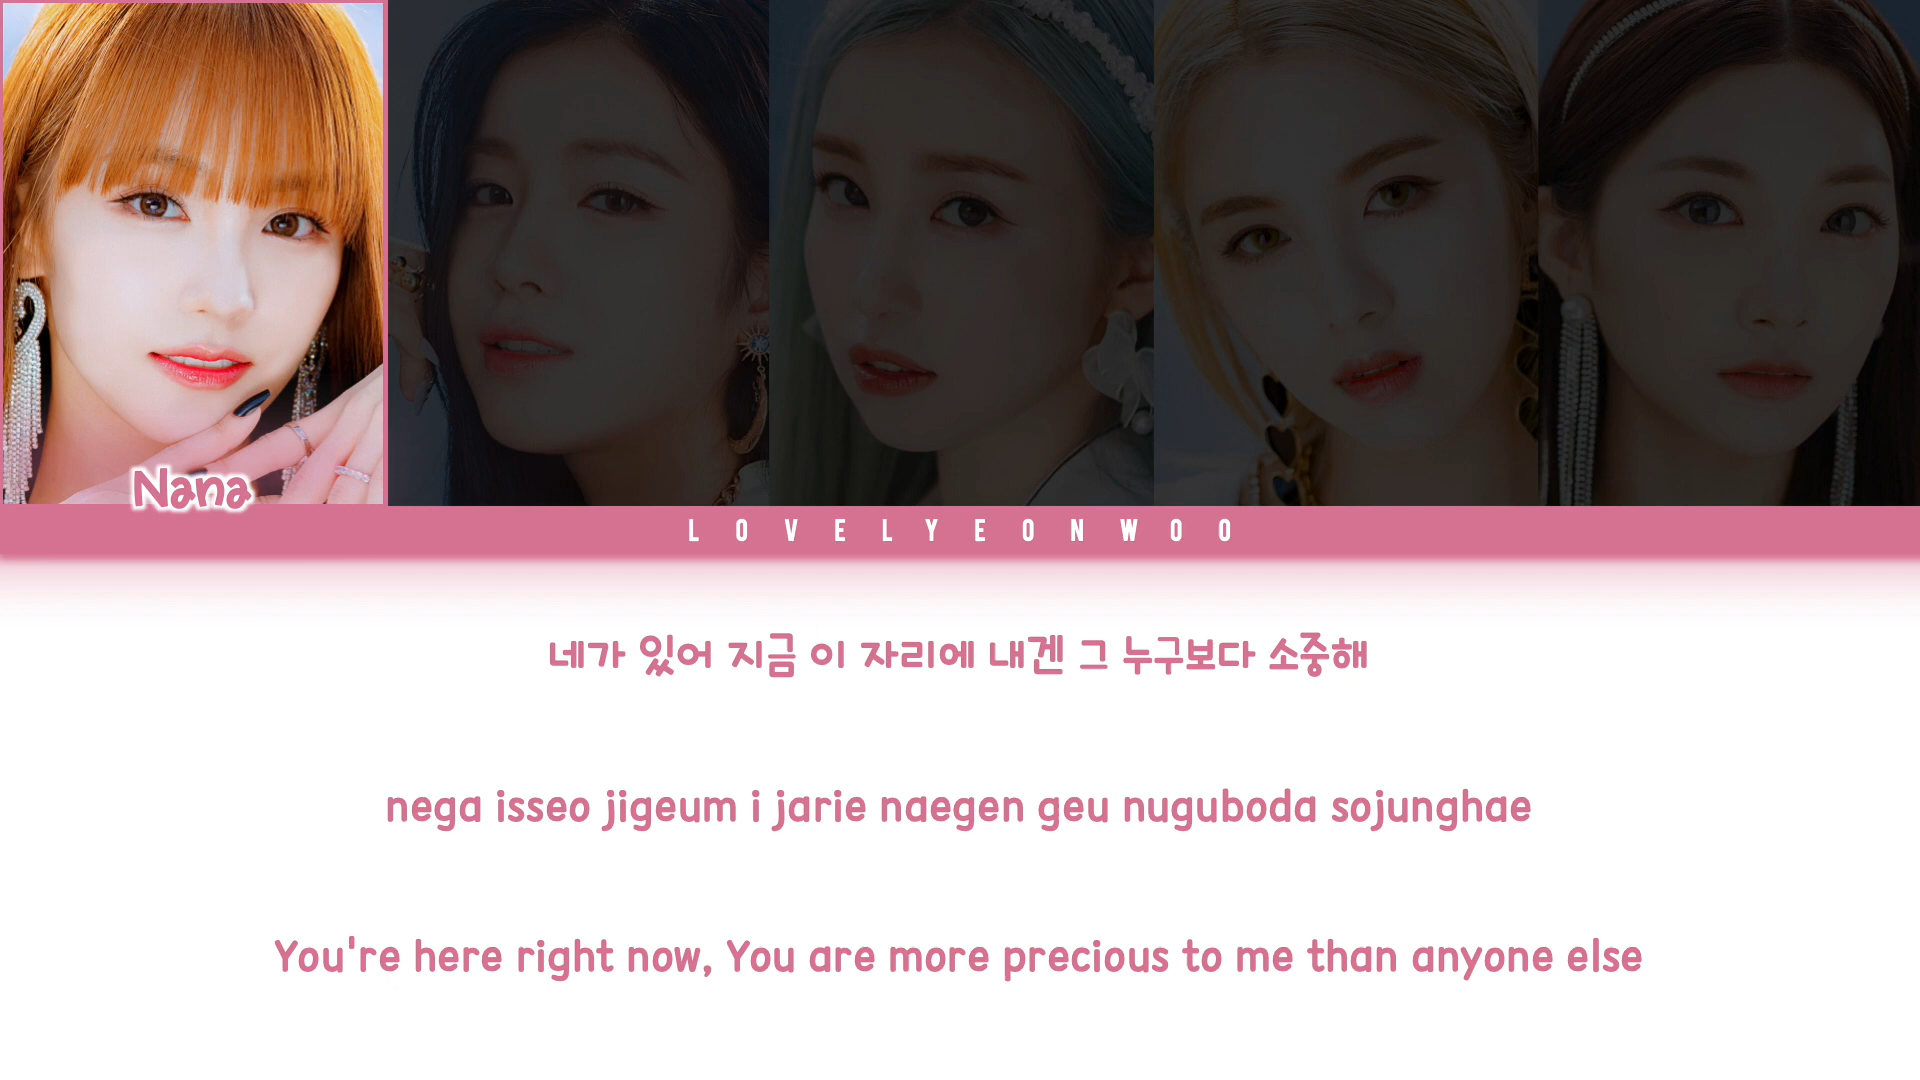 Nana
LOVELYEONWOO
네가 있어 지금 이 자리에 내겐 그 누구보다 소중해
nega isseo jigeum i jarie naegen geu nuguboda sojunghae
You're here right now, You are more precious to me than anyone else